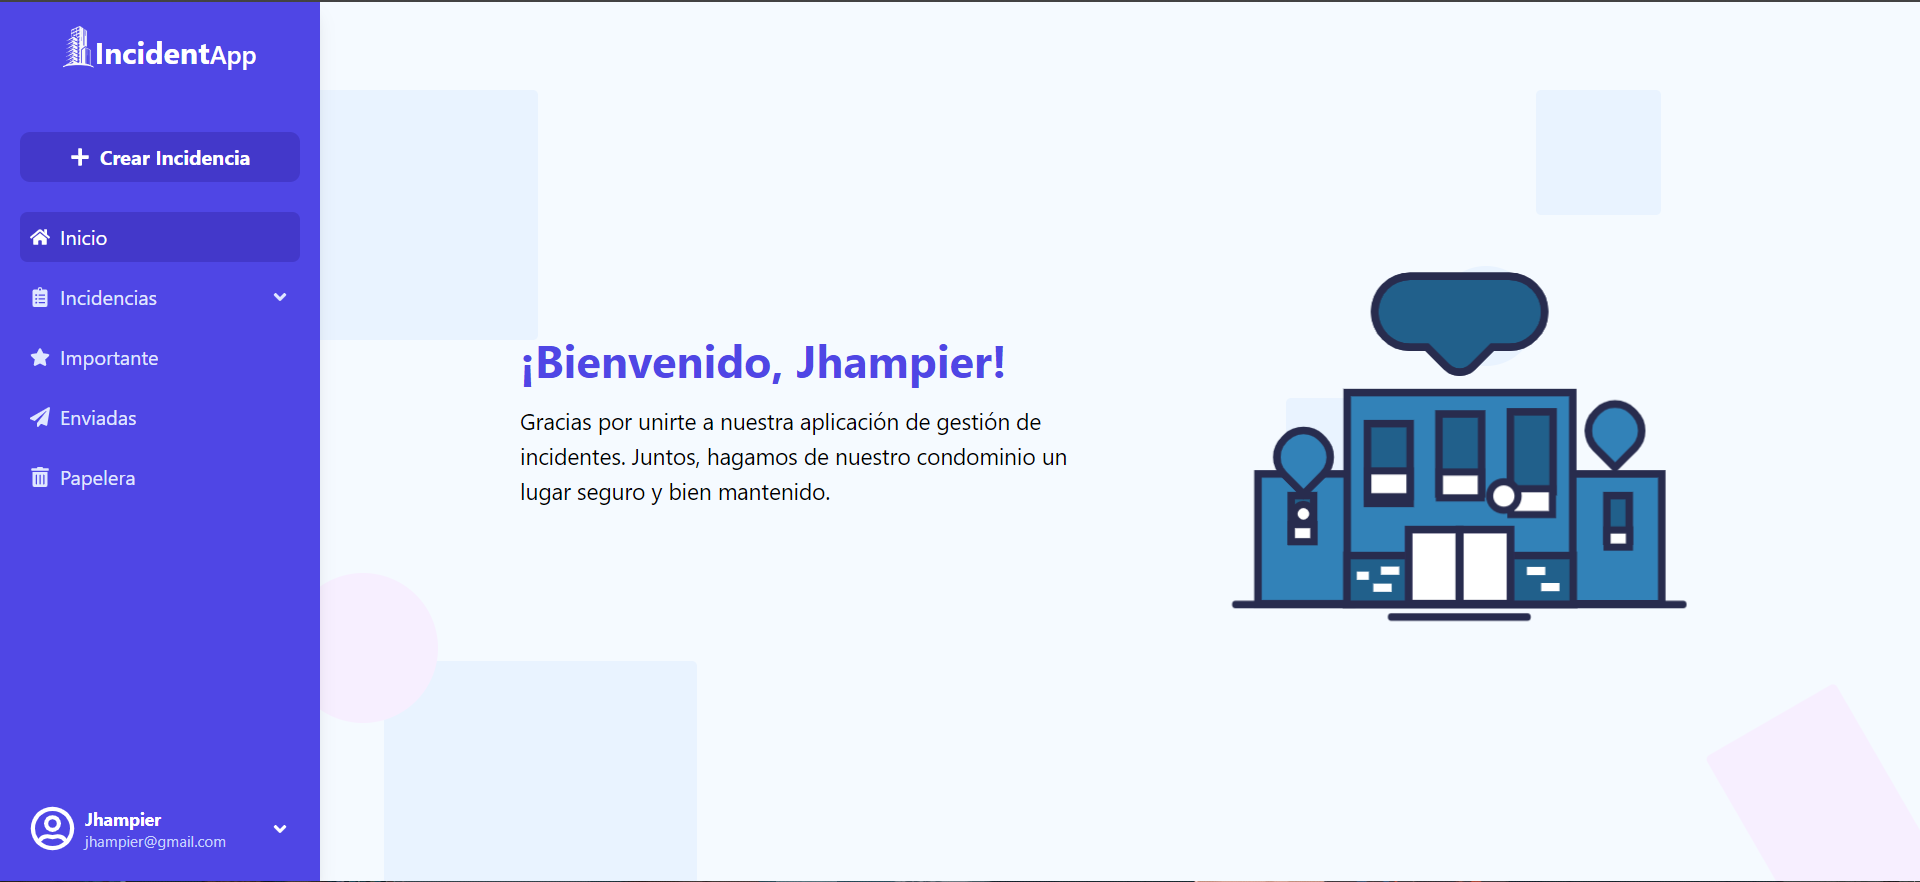 IncidentApp
Crear Incidencia
Inicio
Incidencias
Importante
Enviadas
Papelera
Jhampier
jhampier@gmail.com
¡Bienvenido, Jhampier!
Gracias por unirte a nuestra aplicación de gestión de
incidentes. Juntos, hagamos de nuestro condominio un
lugar seguro y bien mantenido.